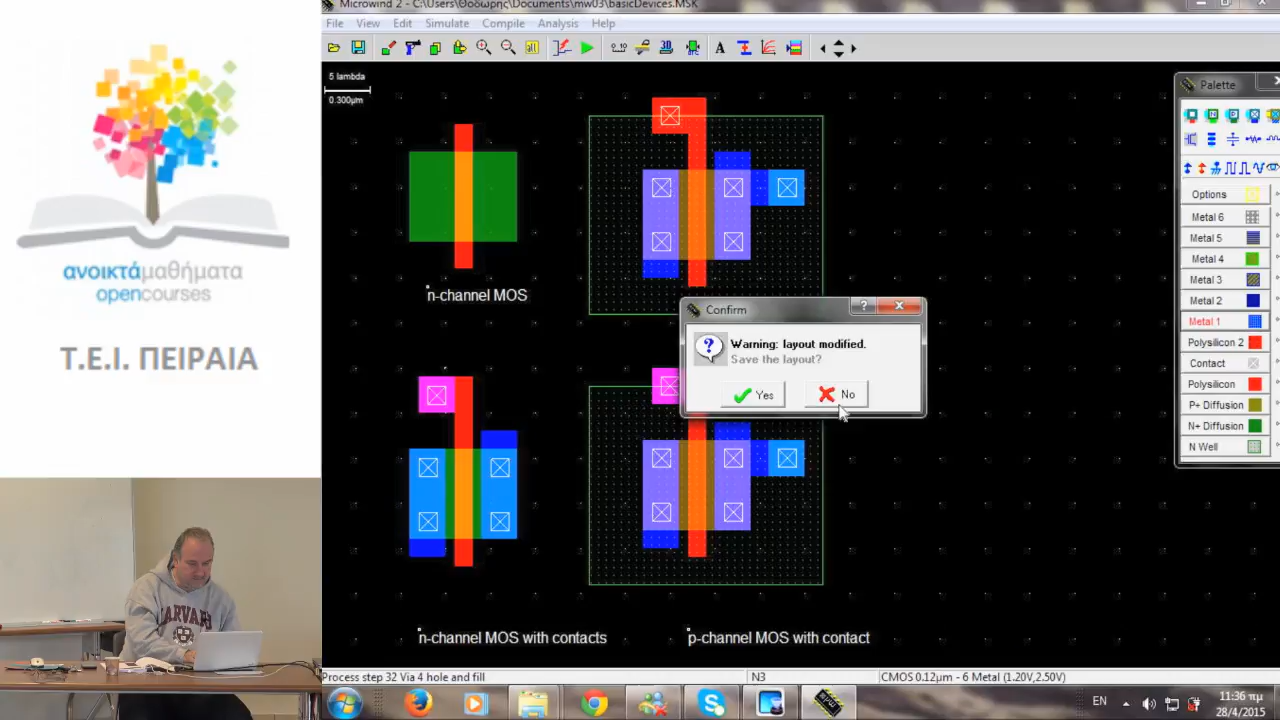 Microwind 2 - C:\Users\Θοδωρης\Documents\mw03\basicDevices.MSK
File View Edit Simulate Compile Analysis Help
5 lambda
0.300µm
Palette
Options
Metal 6
Metal 5
Metal 4
Metal 3
Metal 2
Metal 1
Polysilicon 2
Contact
Polysilicon
P+ Diffusion
N+ Diffusion
N Well
n-channel MOS
Confirm
Warning: layout modified.
Save the layout?
Yes
No
n-channel MOS with contacts
p-channel MOS with contact
Process step 32 Via 4 hole and fill
N3
CMOS 0.12µm - 6 Metal (1.20V,2.50V)
EN
11:36 πμ
28/4/2015
ανοικτάμαθήματα
opencourses
Τ.Ε.Ι. ΠΕΙΡΑΙΑ
HARVARD